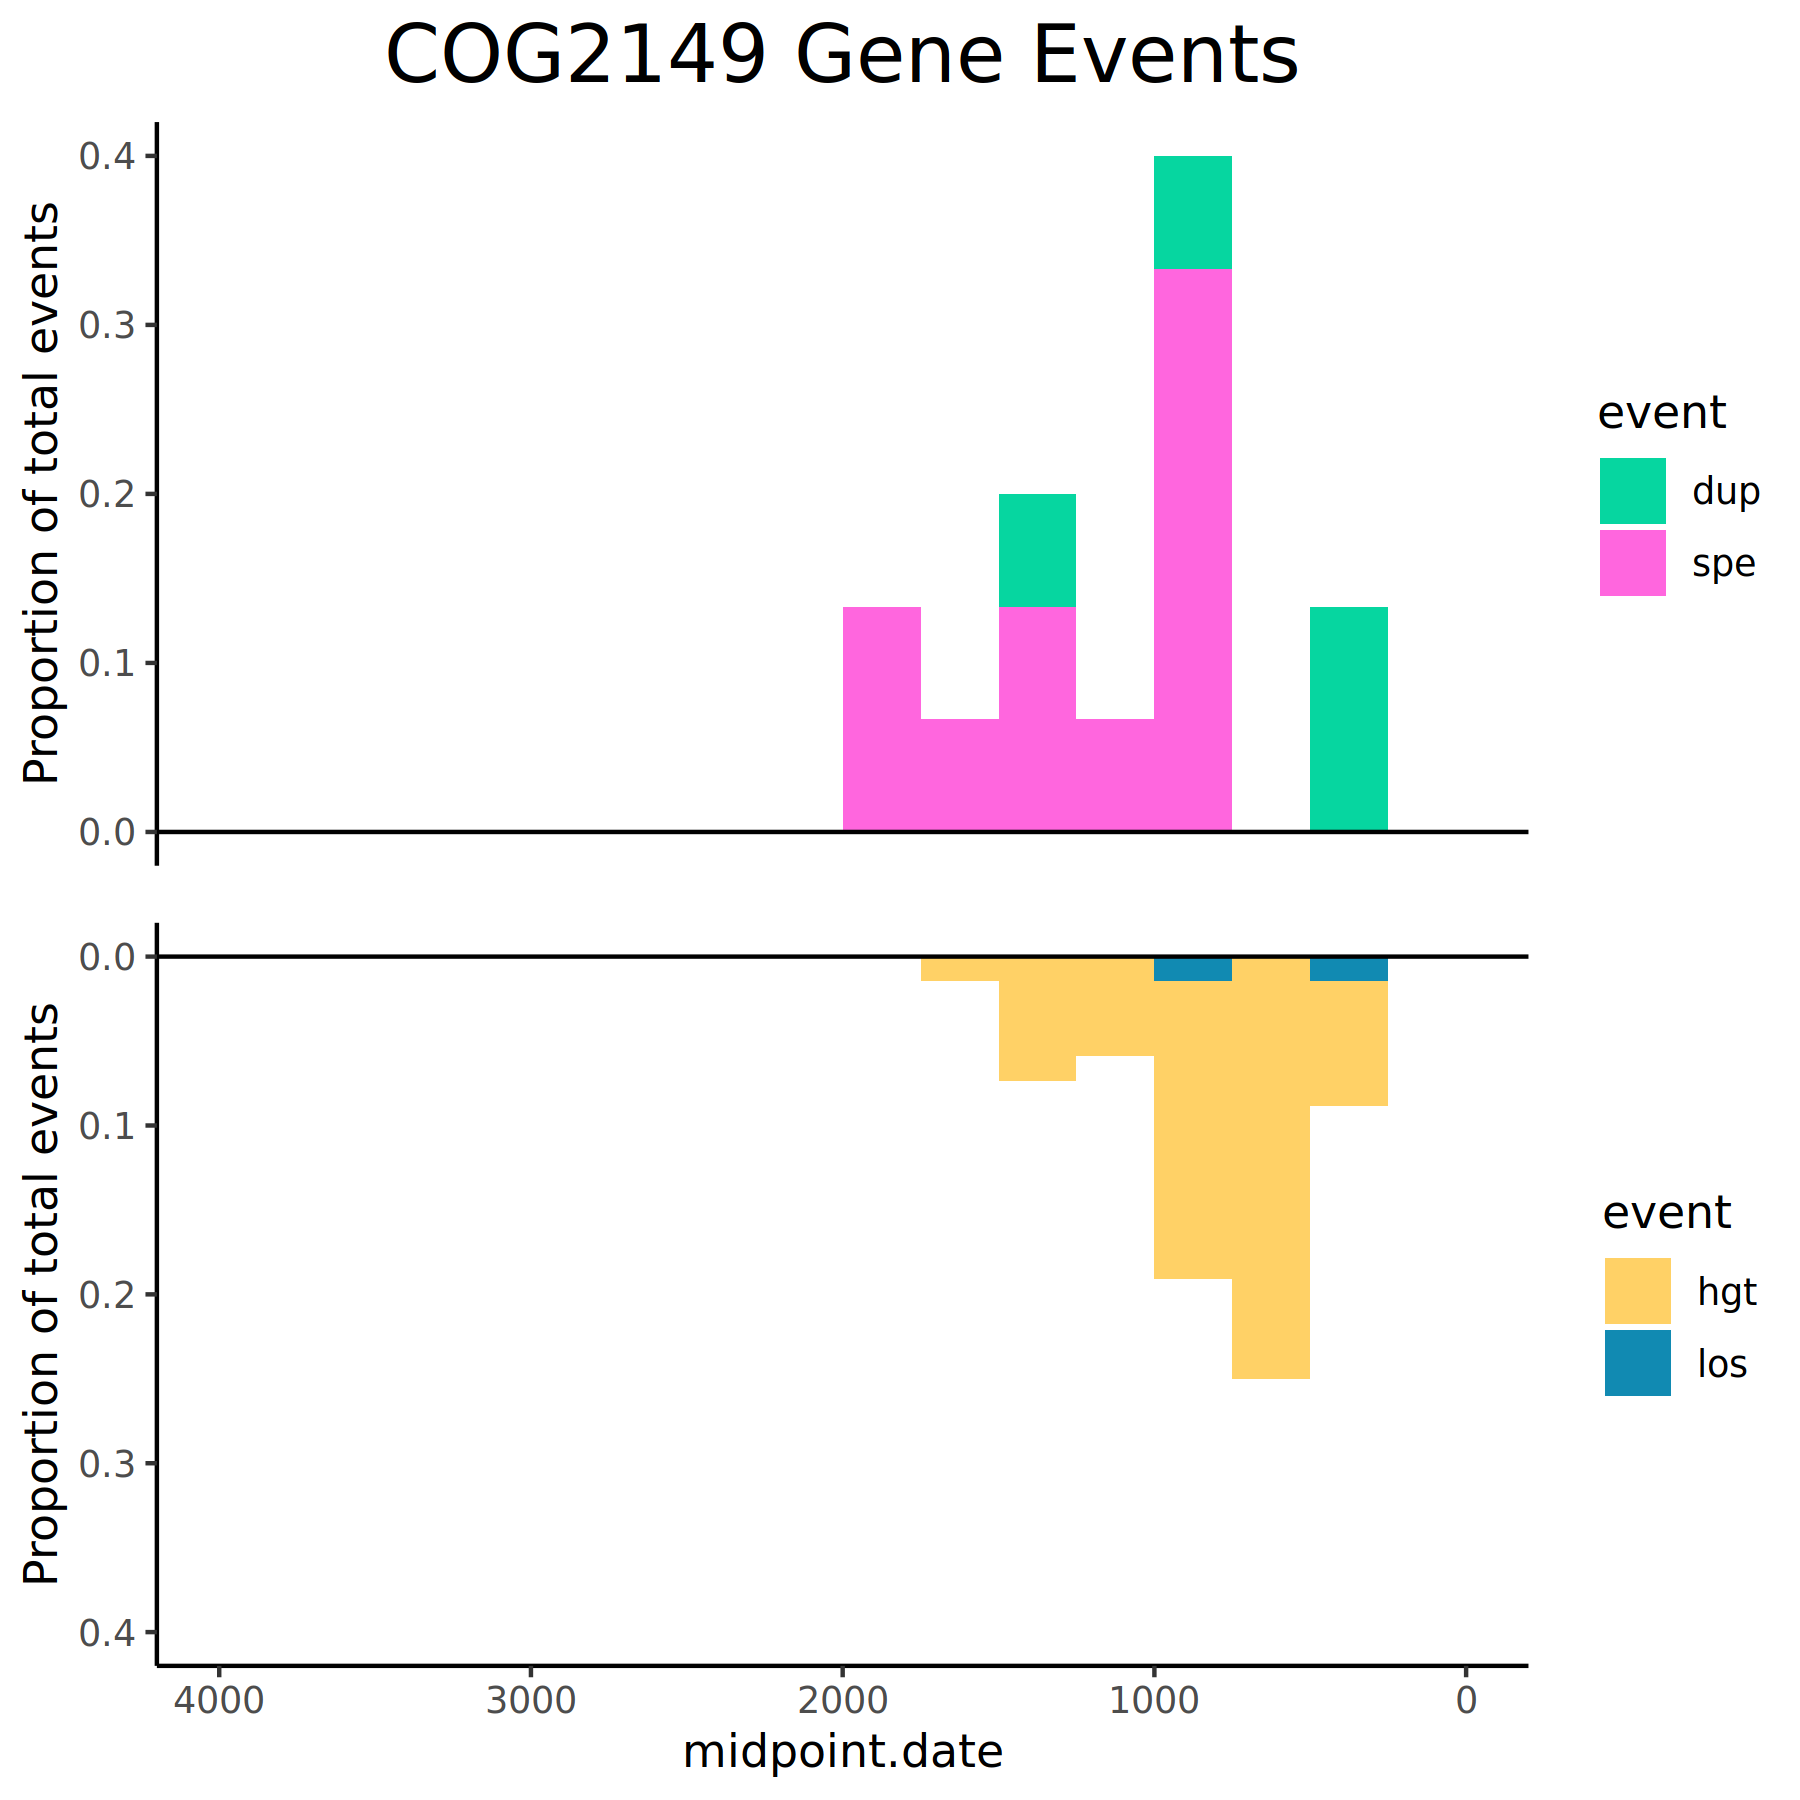 COG2149 Gene Events
Proportion of total events
0.4
0.3
0.2
0.1
0.0
event
dup
spe
Proportion of total events
0.0
0.1
0.2
0.3
0.4
event
hgt
los
4000 3000 2000 1000 0
midpoint.date